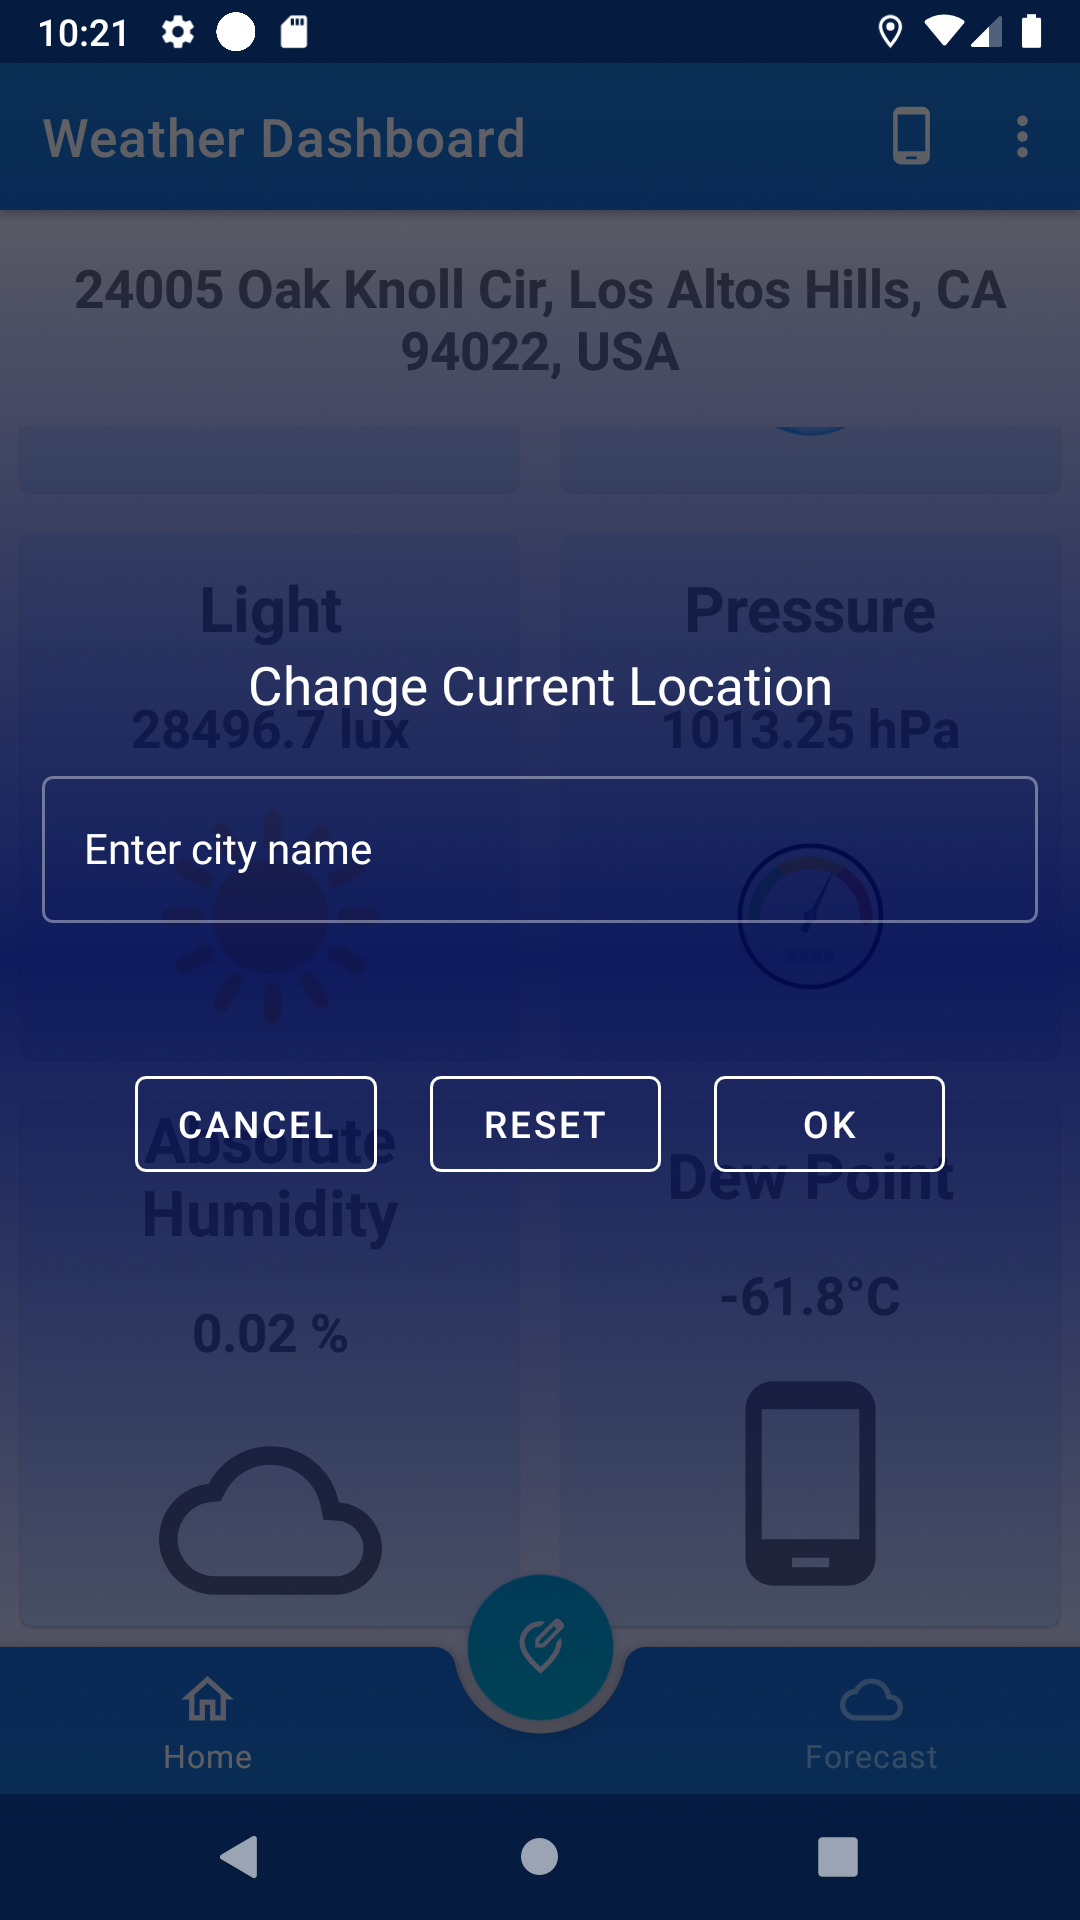 10:21
Weather Dashboard
24005 Oak Knoll Cir, Los Altos Hills, CA
94022, USA
Light
Pressure
Change Current Location
28496.7 lux
1013.25 hPa
Enter city name
CANCEL
RESET
OK
Absolute
Humidity
Dew Point
-61.8°C
0.02 %
Home
Forecast